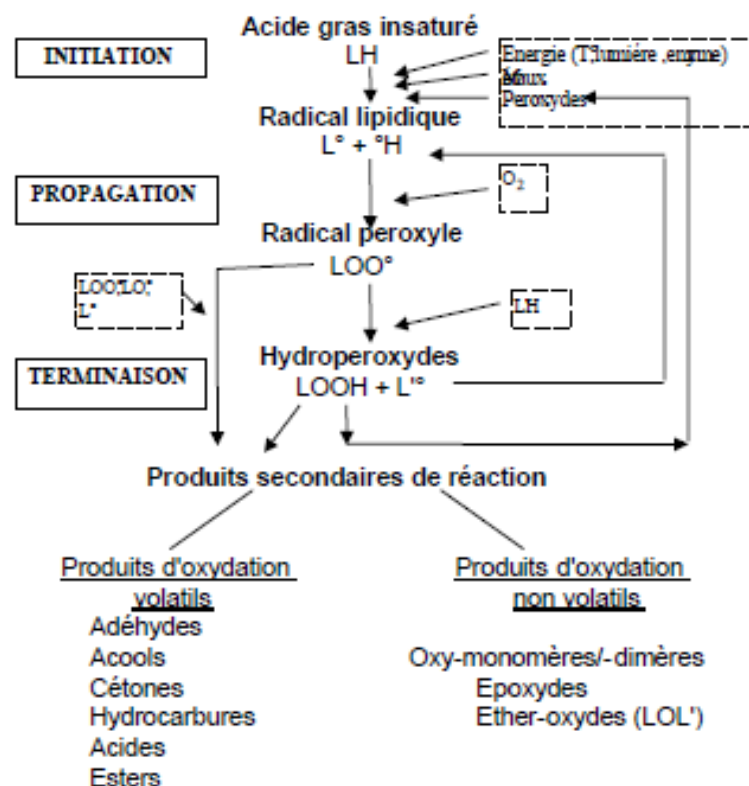 Acide gras insaturé
INITIATION
LH
Energie (T°, lumière, enzyme)
Peroxydes
Radical lipidique
L° + °H
PROPAGATION
O₂
Radical peroxyle
LOO°
LOO°, LO°,
L°
LH
Hydroperoxydes
TERMINAISON
LOOH + L'°
Produits secondaires de réaction
Produits d'oxydation
volatils
Adéhydes
Acools
Cétones
Hydrocarbures
Acides
Esters
Produits d'oxydation
non volatils
Oxy-monomères/-dimères
Epoxydes
Ether-oxydes (LOL')